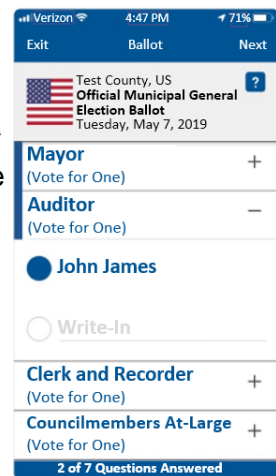 Verizon 4:47 PM 71%
Exit Ballot Next
Test County, US ?
Official Municipal General
Election Ballot
Tuesday, May 7, 2019
Mayor +
(Vote for One)
e
Auditor −
(Vote for One)
John James
Write-In
Clerk and Recorder +
(Vote for One)
Councilmembers At-Large +
(Vote for One)
2 of 7 Questions Answered